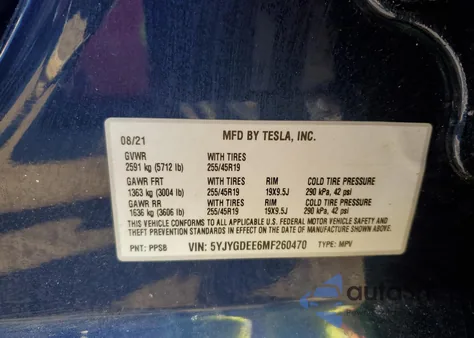 08/21 MFD BY TESLA, INC.
GVWR WITH TIRES
2591 kg (5712 lb) 255/45R19
GAWR FRT WITH TIRES RIM COLD TIRE PRESSURE
1363 kg (3004 lb) 255/45R19 19X9.5J 290 kPa, 42 psi
GAWR RR WITH TIRES RIM COLD TIRE PRESSURE
1636 kg (3606 lb) 255/45R19 19X9.5J 290 kPa, 42 psi
THIS VEHICLE CONFORMS TO ALL APPLICABLE U.S. FEDERAL MOTOR VEHICLE SAFETY AND
THEFT PREVENTION STANDARDS IN EFFECT ON THE DATE OF MANUFACTURE SHOWN ABOVE.
PNT: PPSB VIN: 5YJYGDEE6MF260470 TYPE: MPV